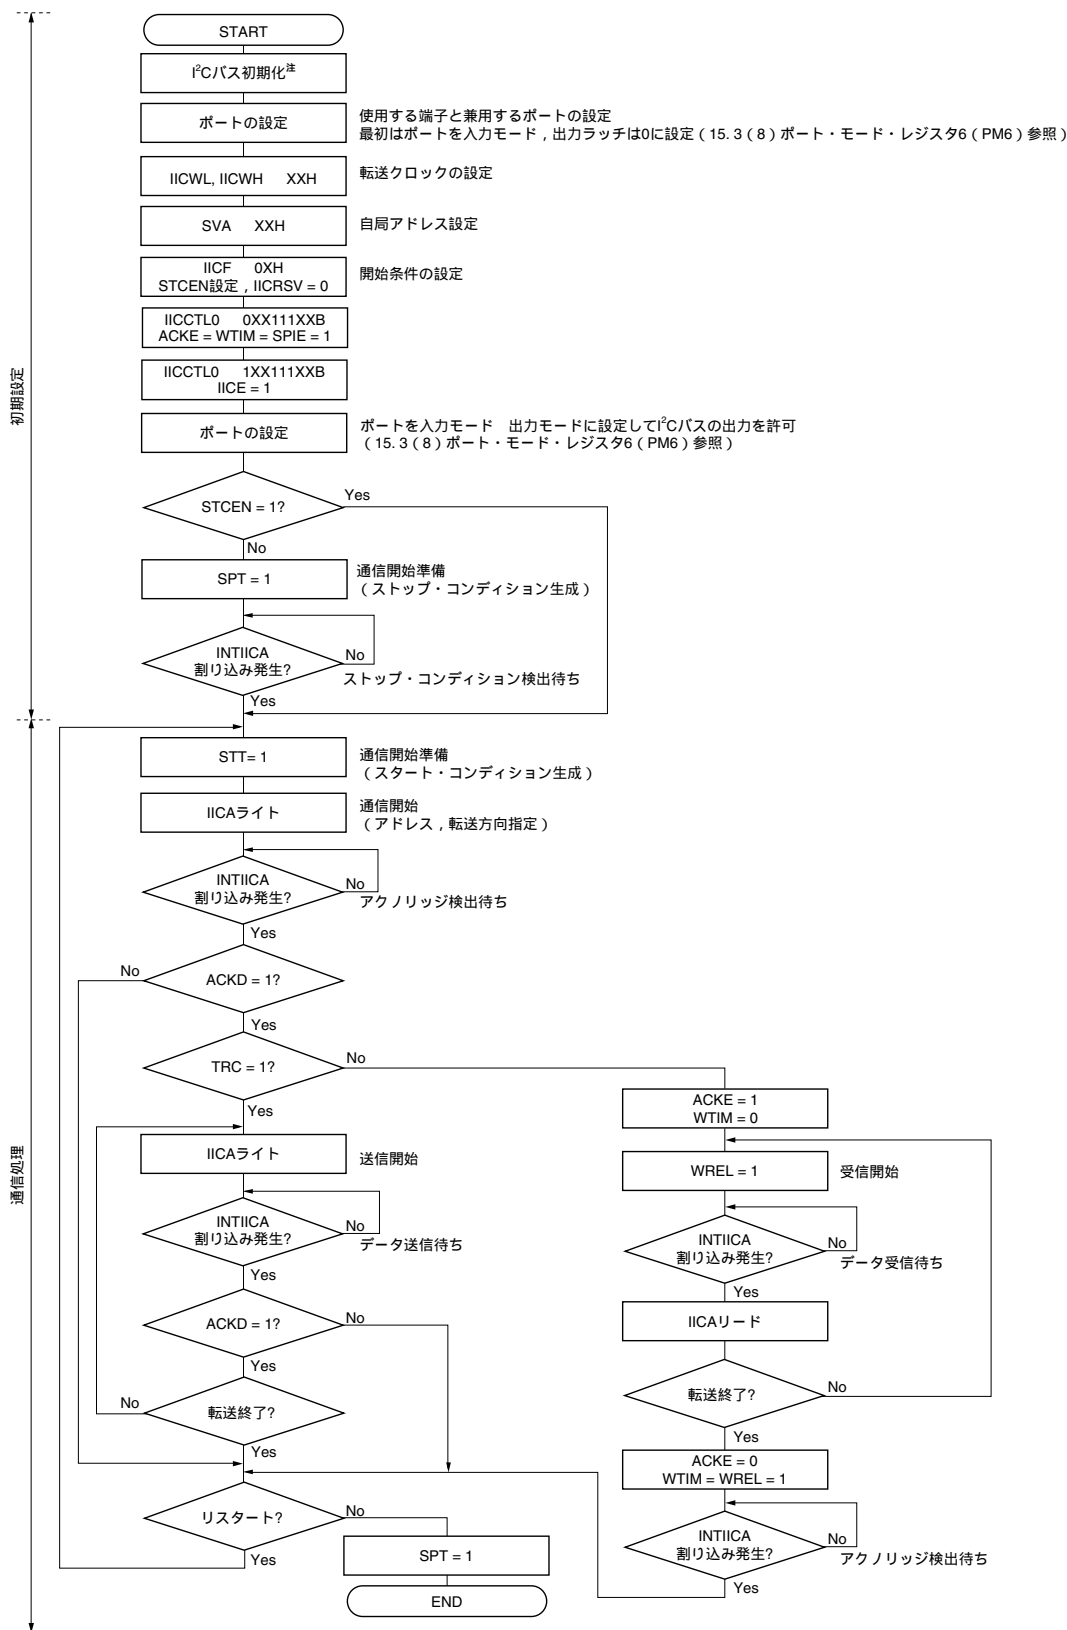 START
I²Cバス初期化注
ポートの設定
使用する端子と兼用するポートの設定
最初はポートを入力モード，出力ラッチは0に設定（15.3（8）ポート・モード・レジスタ6（PM6）参照）
IICWL, IICWH XXH
転送クロックの設定
SVA XXH
自局アドレス設定
IICF 0XH
STCEN設定，IICRSV = 0
開始条件の設定
IICCTL0 0XX111XXB
ACKE = WTIM = SPIE = 1
IICCTL0 1XX111XXB
IICE = 1
初期設定
ポートの設定
ポートを入力モード 出力モードに設定してI²Cバスの出力を許可
（15.3（8）ポート・モード・レジスタ6（PM6）参照）
STCEN = 1?
Yes
No
SPT = 1
通信開始準備
（ストップ・コンディション生成）
INTIICA
割り込み発生?
No
ストップ・コンディション検出待ち
Yes
STT= 1
通信開始準備
（スタート・コンディション生成）
IICAライト
通信開始
（アドレス，転送方向指定）
INTIICA
割り込み発生?
No
アクノリッジ検出待ち
Yes
ACKD = 1?
No
Yes
TRC = 1?
No
Yes
ACKE = 1
WTIM = 0
通信処理
IICAライト
送信開始
WREL = 1
受信開始
INTIICA
割り込み発生?
No
データ送信待ち
Yes
INTIICA
割り込み発生?
No
データ受信待ち
Yes
ACKD = 1?
No
Yes
IICAリード
転送終了?
No
Yes
転送終了?
No
Yes
ACKE = 0
WTIM = WREL = 1
リスタート?
No
Yes
INTIICA
割り込み発生?
No
アクノリッジ検出待ち
Yes
SPT = 1
END